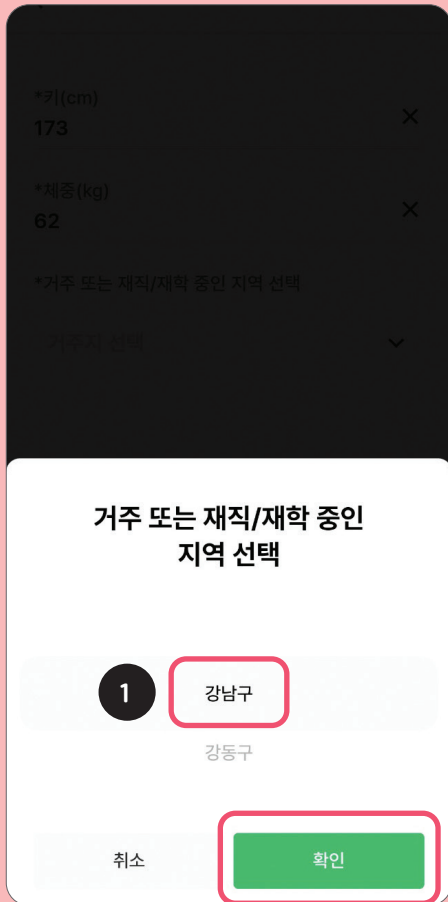 *키(cm)
173
*체중(kg)
62
*거주 또는 재직/재학 중인 지역 선택
거주지 선택
거주 또는 재직/재학 중인
지역 선택
1
강남구
강동구
취소
확인